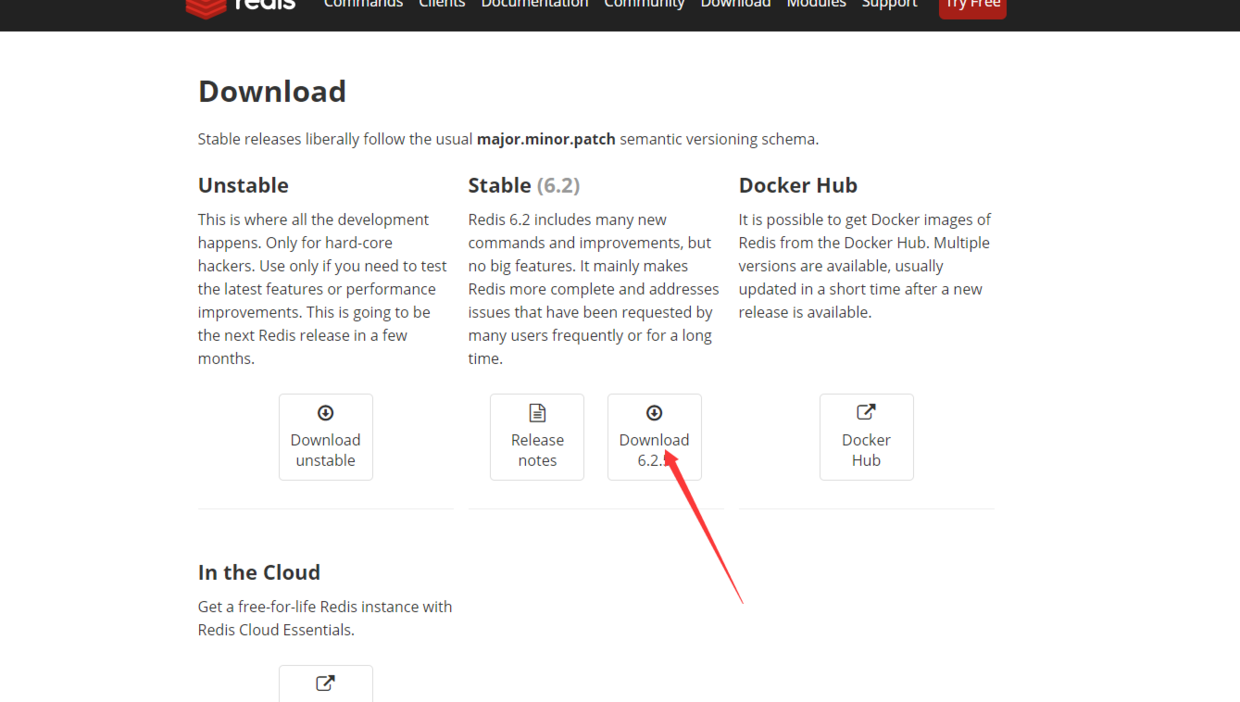 redis Commands Clients Documentation Community Download Modules Support Try Free
Download
Stable releases liberally follow the usual major.minor.patch semantic versioning schema.
Unstable
This is where all the development
happens. Only for hard-core
hackers. Use only if you need to test
the latest features or performance
improvements. This is going to be
the next Redis release in a few
months.
Download
unstable
Stable (6.2)
Redis 6.2 includes many new
commands and improvements, but
no big features. It mainly makes
Redis more complete and addresses
issues that have been requested by
many users frequently or for a long
time.
Release
notes
Download
6.2.
Docker Hub
It is possible to get Docker images of
Redis from the Docker Hub. Multiple
versions are available, usually
updated in a short time after a new
release is available.
Docker
Hub
In the Cloud
Get a free-for-life Redis instance with
Redis Cloud Essentials.